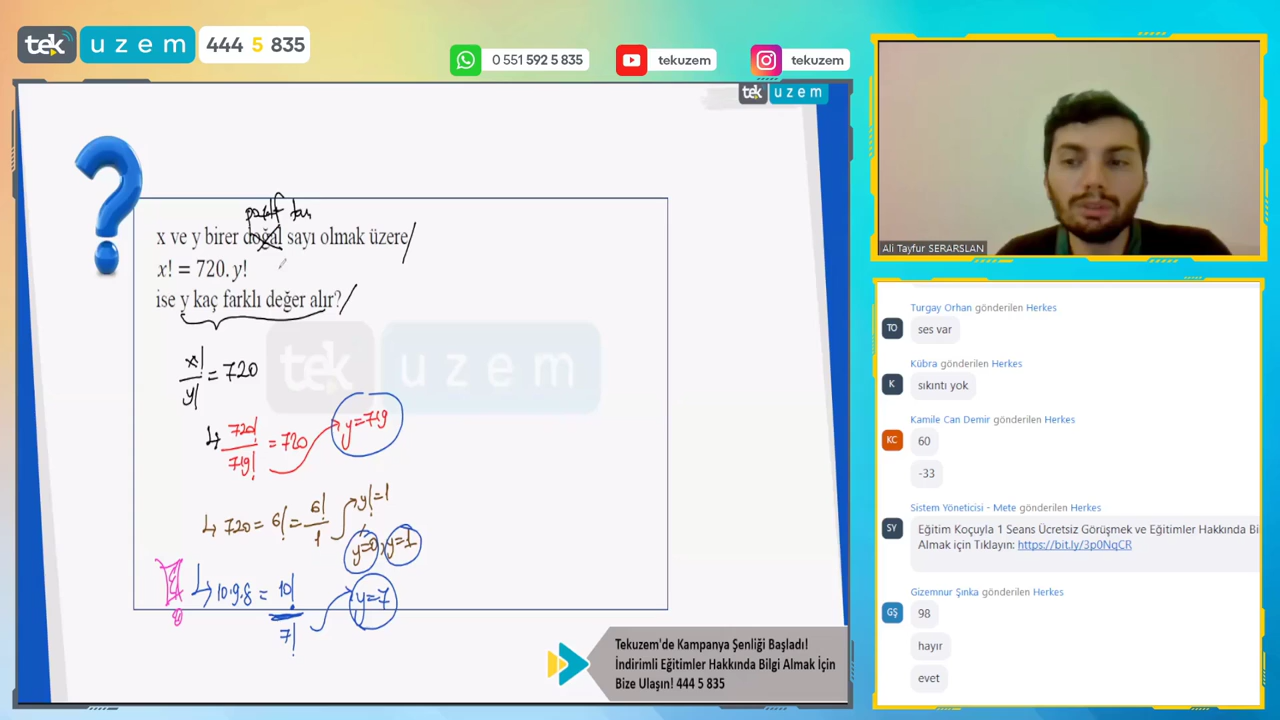 tek
uzem
444 5 835
0 551 592 5 835
tekuzem
tekuzem
tek
uzem
pozitif tam
x ve y birer doğal sayı olmak üzere
x! = 720. y!
ise y kaç farklı değer alır?
tek
uzem
x!/y! = 720
720!/719! = 720
y=719
720 = 6! = 6!/1
y!=1
y=0, y=1
10.9.8 = 10!/7!
y=7
Tekuzem'de Kampanya Şenliği Başladı!
İndirimli Eğitimler Hakkında Bilgi Almak İçin
Bize Ulaşın! 444 5 835
Ali Tayfur SERARSLAN
Turgay Orhan gönderilen Herkes
TO
ses var
Kübra gönderilen Herkes
K
sıkıntı yok
Kamile Can Demir gönderilen Herkes
KC
60
-33
Sistem Yöneticisi - Mete gönderilen Herkes
SY
Eğitim Koçuyla 1 Seans Ücretsiz Görüşmek ve Eğitimler Hakkında Bi
Almak için Tıklayın: https://bit.ly/3p0NqCR
Gizemnur Şınka gönderilen Herkes
GŞ
98
hayır
evet